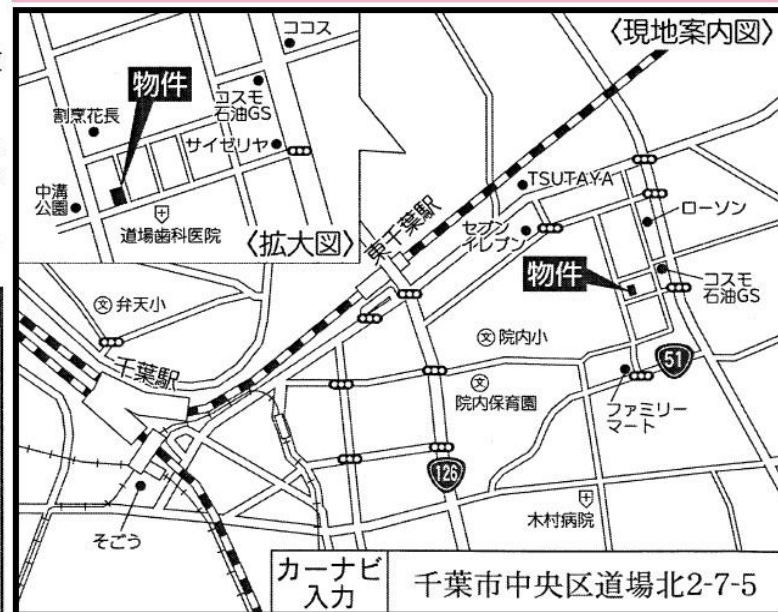 〈現地案内図〉
ココス
物件
コスモ
石油GS
割烹花長
サイゼリヤ
中溝
公園
道場歯科医院
〈拡大図〉
東千葉駅
TSUTAYA
セブン
イレブン
ローソン
物件
コスモ
石油GS
弁天小
文
千葉駅
文
院内小
51
文
院内保育園
ファミリー
マート
126
木村病院
そごう
カーナビ
入力
千葉市中央区道場北2-7-5